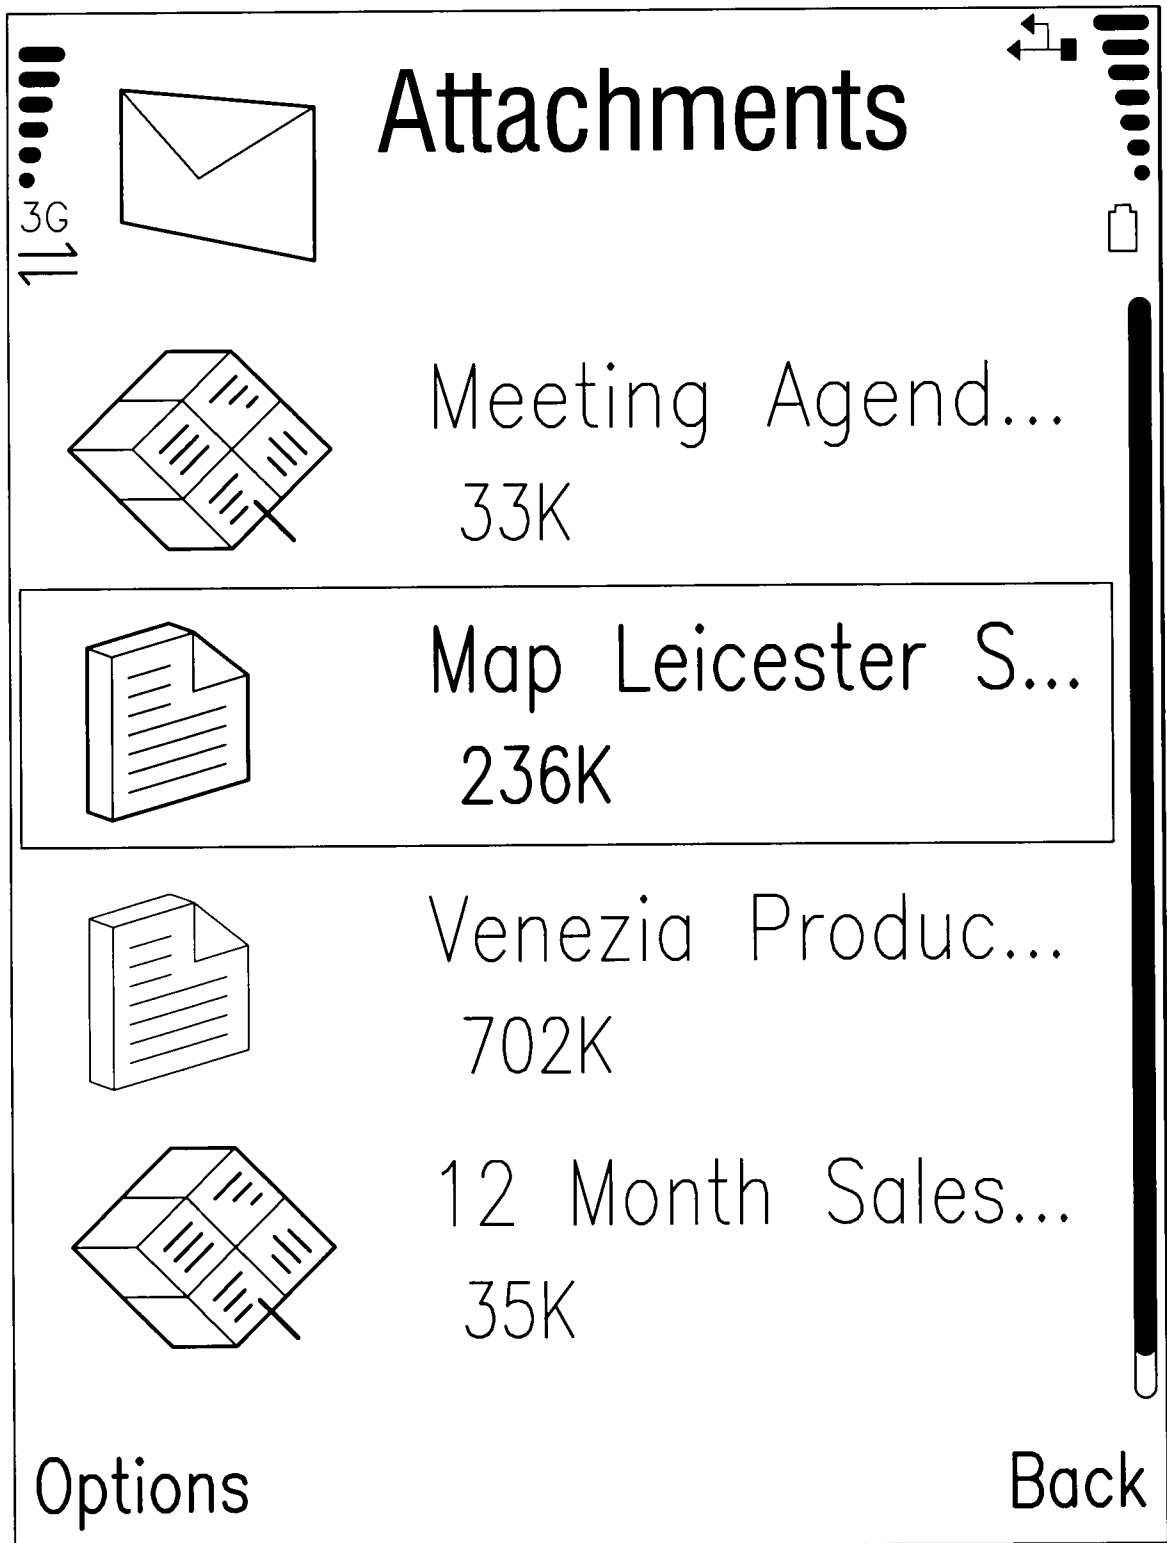 Attachments
3G
Meeting Agend...
33K
Map Leicester S...
236K
Venezia Produc...
702K
12 Month Sales...
35K
Options
Back